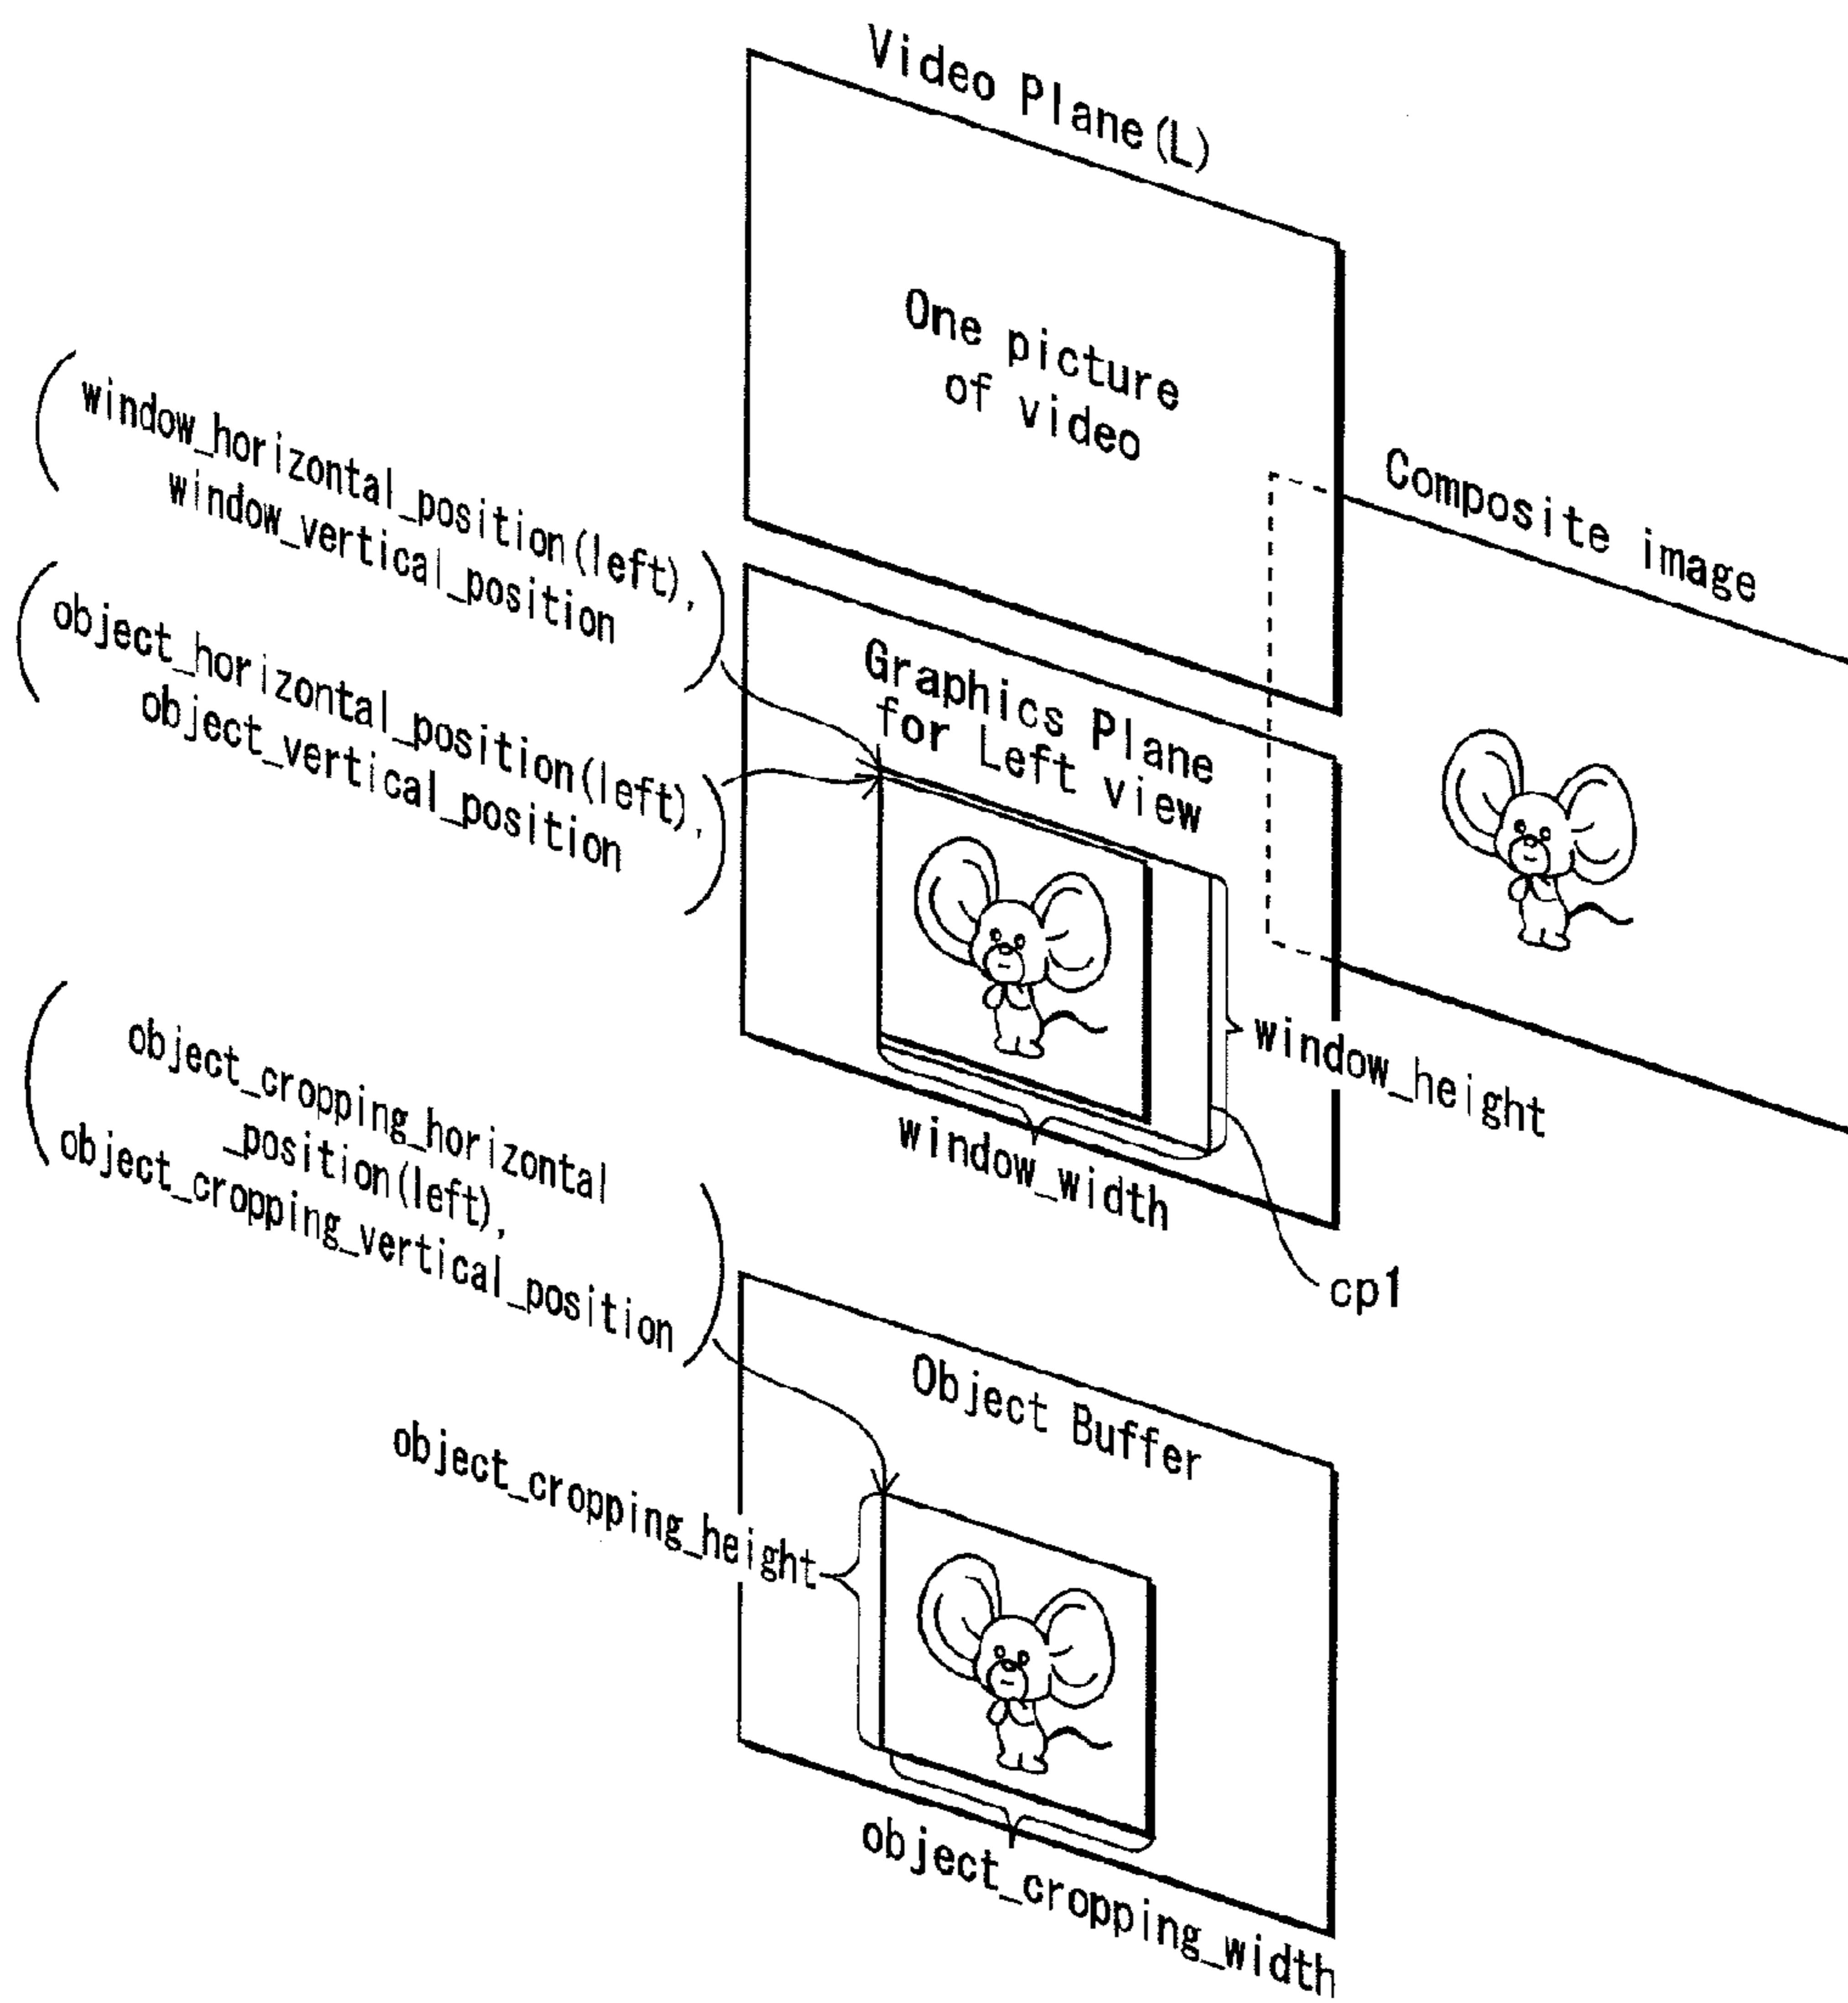 Video Plane(L)
One picture
of video
Composite image
window_horizontal_position(left),
window_vertical_position
object_horizontal_position(left),
object_vertical_position
Graphics Plane
for Left view
window_height
window_width
cp1
object_cropping_horizontal
_position(left),
object_cropping_vertical_position
Object Buffer
object_cropping_height
object_cropping_width